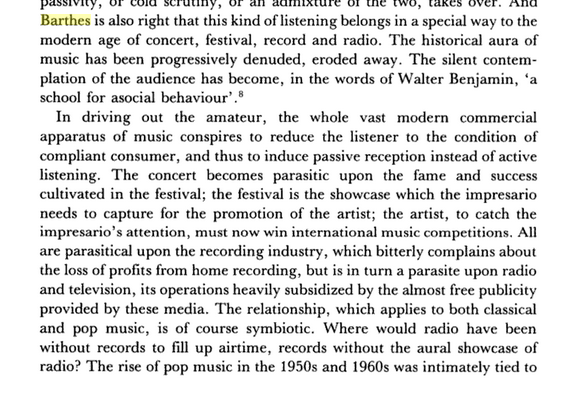 passivity, or cold scrutiny, or an admixture of the two, takes over. And
Barthes is also right that this kind of listening belongs in a special way to the
modern age of concert, festival, record and radio. The historical aura of
music has been progressively denuded, eroded away. The silent contem-
plation of the audience has become, in the words of Walter Benjamin, ‘a
school for asocial behaviour’.⁸
In driving out the amateur, the whole vast modern commercial
apparatus of music conspires to reduce the listener to the condition of
compliant consumer, and thus to induce passive reception instead of active
listening. The concert becomes parasitic upon the fame and success
cultivated in the festival; the festival is the showcase which the impresario
needs to capture for the promotion of the artist; the artist, to catch the
impresario’s attention, must now win international music competitions. All
are parasitical upon the recording industry, which bitterly complains about
the loss of profits from home recording, but is in turn a parasite upon radio
and television, its operations heavily subsidized by the almost free publicity
provided by these media. The relationship, which applies to both classical
and pop music, is of course symbiotic. Where would radio have been
without records to fill up airtime, records without the aural showcase of
radio? The rise of pop music in the 1950s and 1960s was intimately tied to